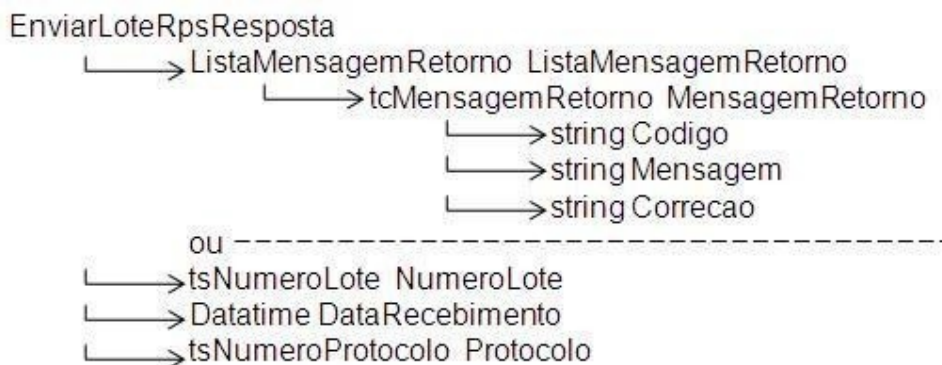 EnviarLoteRpsResposta
ListaMensagemRetorno ListaMensagemRetorno
tcMensagemRetorno MensagemRetorno
string Codigo
string Mensagem
string Correcao
ou
tsNumeroLote NumeroLote
Datatime DataRecebimento
tsNumeroProtocolo Protocolo